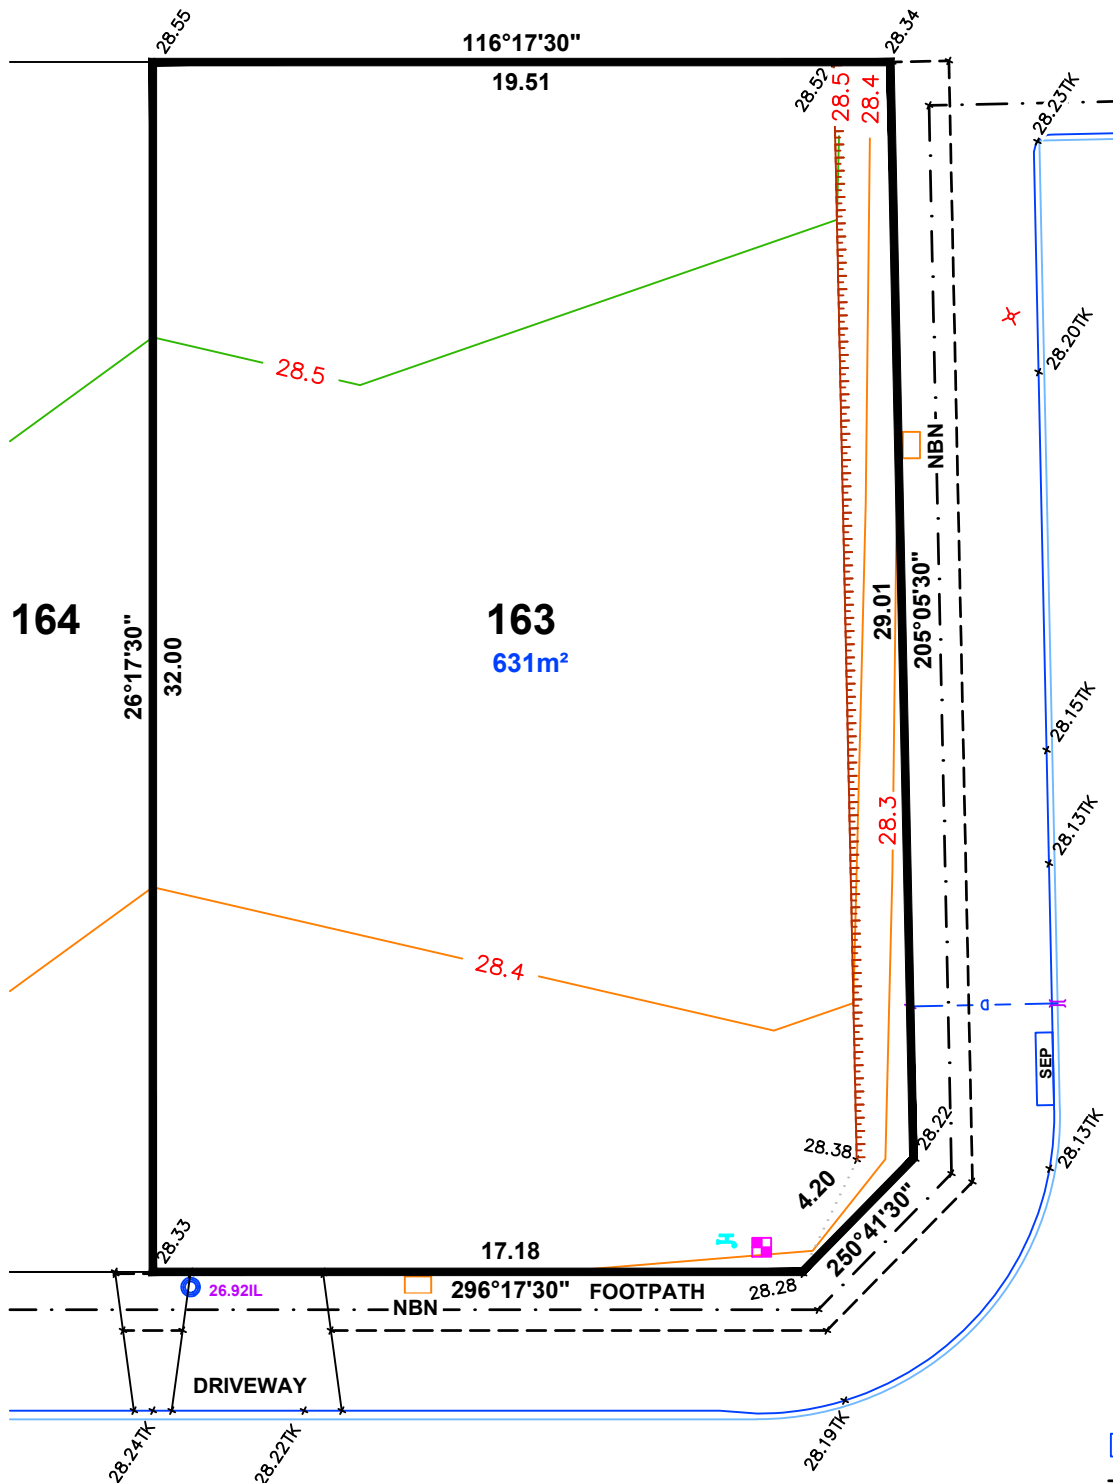 28.55
116°17'30"
28.34
19.51
28.52
28.5
28.4
28.23TK
28.20TK
28.5
NBN
164
163
631m²
26°17'30"
32.00
29.01
205°05'30"
28.15TK
28.3
28.13TK
28.4
D
SEP
28.38
28.22
28.13TK
4.20
250°41'30"
28.33
17.18
26.92IL
296°17'30"
FOOTPATH
28.28
NBN
DRIVEWAY
28.24TK
28.22TK
28.19TK